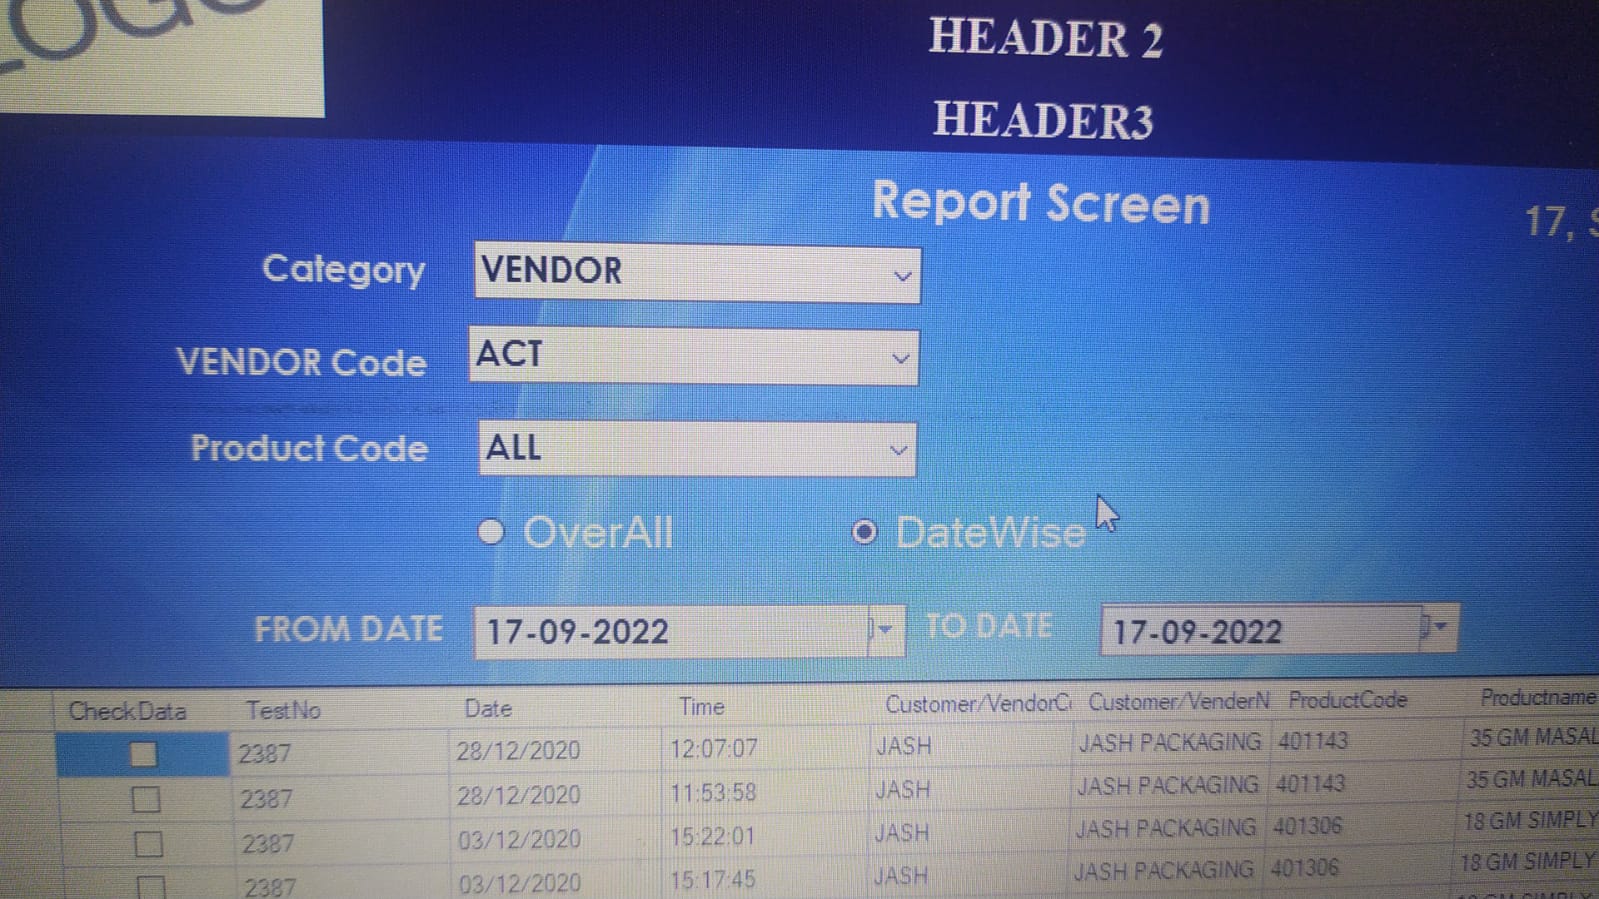 LOGO
HEADER 2
HEADER3
Report Screen
17,
Category VENDOR
VENDOR Code ACT
Product Code ALL
OverAll DateWise
FROM DATE 17-09-2022 TO DATE 17-09-2022
CheckData TestNo Date Time Customer/VendorC Customer/VenderN ProductCode Productname
2387 28/12/2020 12:07:07 JASH JASH PACKAGING 401143 35 GM MASAL
2387 28/12/2020 11:53:58 JASH JASH PACKAGING 401143 35 GM MASAL
2387 03/12/2020 15:22:01 JASH JASH PACKAGING 401306 18 GM SIMPLY
2387 03/12/2020 15:17:45 JASH JASH PACKAGING 401306 18 GM SIMPLY